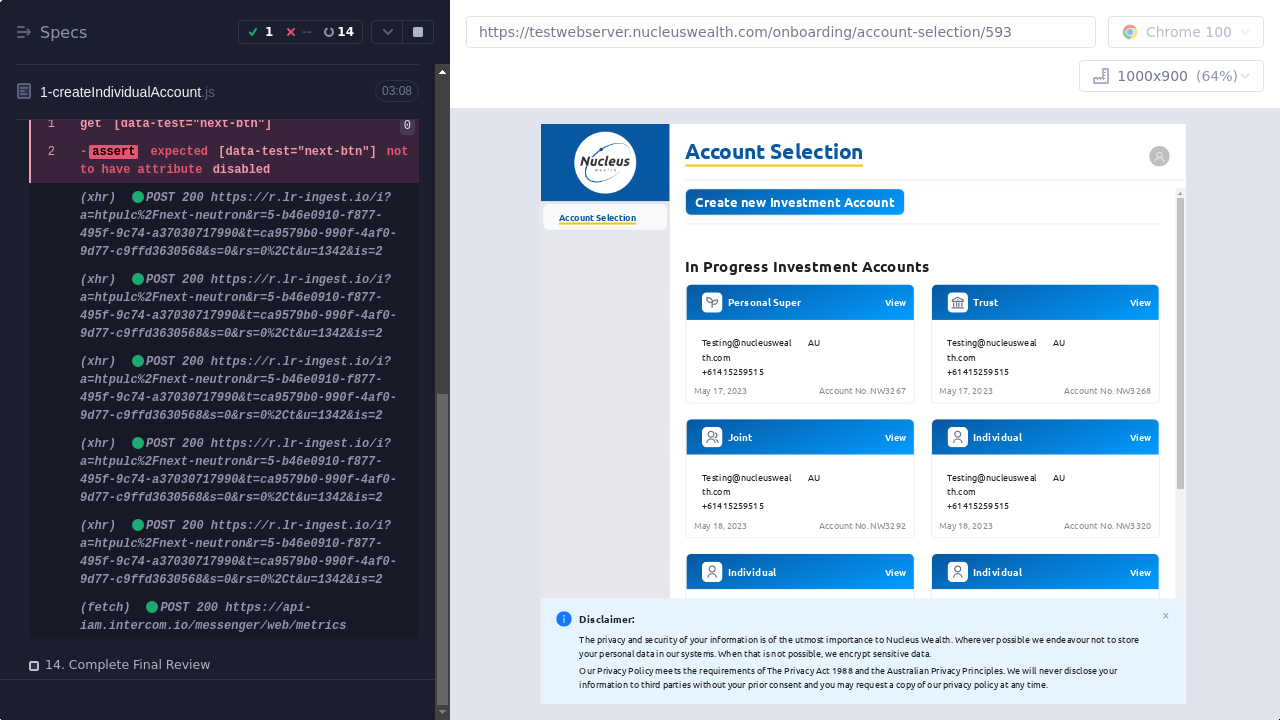 Specs
1
--
14
1-createIndividualAccount.js
03:08
1 get [data-test="next-btn"] 0
2 -assert expected [data-test="next-btn"] not
to have attribute disabled
(xhr) POST 200 https://r.lr-ingest.io/i?
a=htpulc%2Fnext-neutron&r=5-b46e0910-f877-
495f-9c74-a37030717990&t=ca9579b0-990f-4af0-
9d77-c9ffd3630568&s=0&rs=0%2Ct&u=1342&is=2
(xhr) POST 200 https://r.lr-ingest.io/i?
a=htpulc%2Fnext-neutron&r=5-b46e0910-f877-
495f-9c74-a37030717990&t=ca9579b0-990f-4af0-
9d77-c9ffd3630568&s=0&rs=0%2Ct&u=1342&is=2
(xhr) POST 200 https://r.lr-ingest.io/i?
a=htpulc%2Fnext-neutron&r=5-b46e0910-f877-
495f-9c74-a37030717990&t=ca9579b0-990f-4af0-
9d77-c9ffd3630568&s=0&rs=0%2Ct&u=1342&is=2
(xhr) POST 200 https://r.lr-ingest.io/i?
a=htpulc%2Fnext-neutron&r=5-b46e0910-f877-
495f-9c74-a37030717990&t=ca9579b0-990f-4af0-
9d77-c9ffd3630568&s=0&rs=0%2Ct&u=1342&is=2
(xhr) POST 200 https://r.lr-ingest.io/i?
a=htpulc%2Fnext-neutron&r=5-b46e0910-f877-
495f-9c74-a37030717990&t=ca9579b0-990f-4af0-
9d77-c9ffd3630568&s=0&rs=0%2Ct&u=1342&is=2
(fetch) POST 200 https://api-
iam.intercom.io/messenger/web/metrics
14. Complete Final Review
https://testwebserver.nucleuswealth.com/onboarding/account-selection/593
Chrome 100
1000x900 (64%)
Nucleus
Wealth
Account Selection
Account Selection
Create new Investment Account
In Progress Investment Accounts
Personal Super View
Testing@nucleusweal AU
th.com
+61415259515
May 17, 2023 Account No. NW3267
Trust View
Testing@nucleusweal AU
th.com
+61415259515
May 17, 2023 Account No. NW3268
Joint View
Testing@nucleusweal AU
th.com
+61415259515
May 18, 2023 Account No. NW3292
Individual View
Testing@nucleusweal AU
th.com
+61415259515
May 18, 2023 Account No. NW3320
Individual View
Individual View
Disclaimer:
The privacy and security of your information is of the utmost importance to Nucleus Wealth. Wherever possible we endeavour not to store
your personal data in our systems. When that is not possible, we encrypt sensitive data.
Our Privacy Policy meets the requirements of The Privacy Act 1988 and the Australian Privacy Principles. We will never disclose your
information to third parties without your prior consent and you may request a copy of our privacy policy at any time.